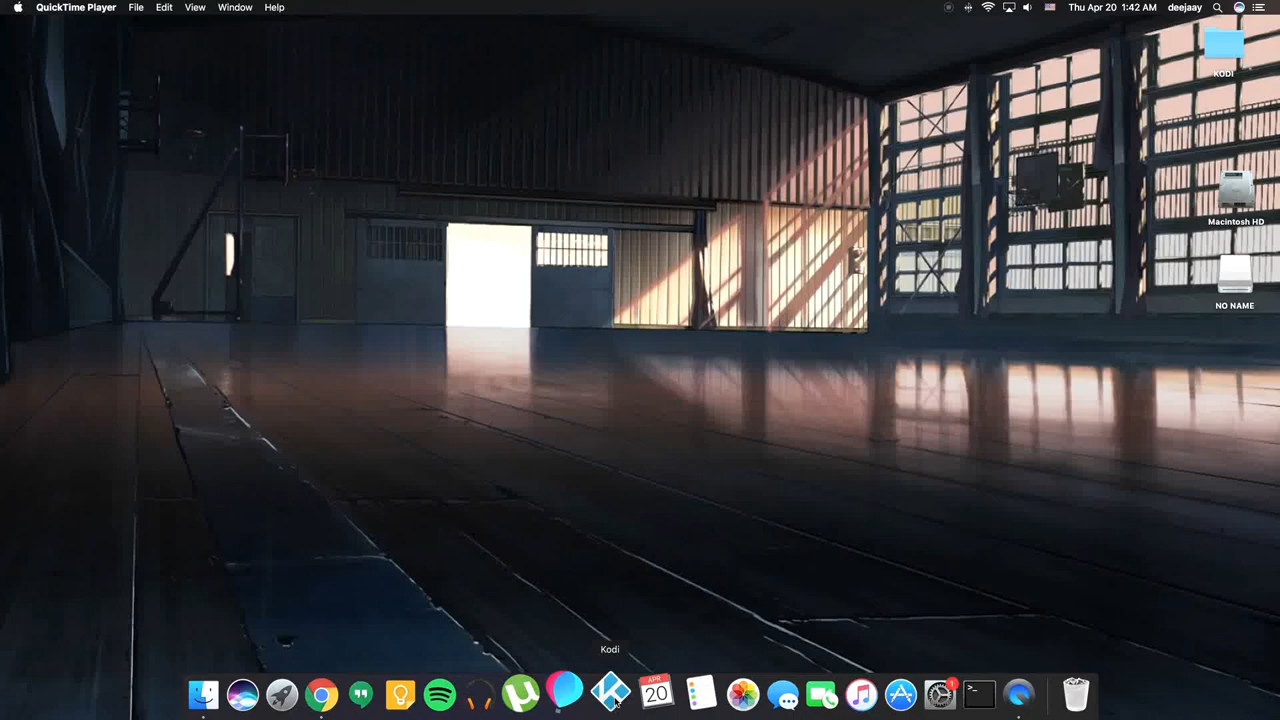 QuickTime Player File Edit View Window Help
Thu Apr 20 1:42 AM deejaay
KODI
Macintosh HD
NO NAME
Kodi
APR
20
1
>_